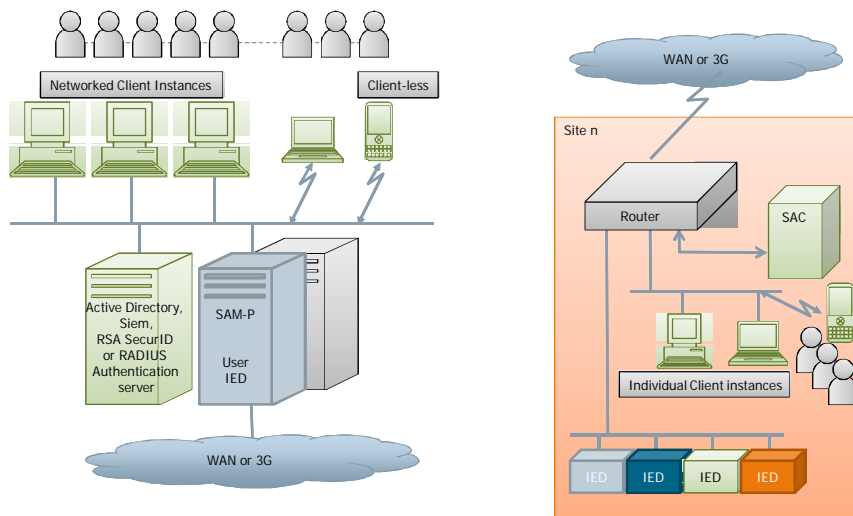 Networked Client Instances
Client-less
Active Directory,
Siem,
RSA SecurID
or RADIUS
Authentication
server
SAM-P
User
IED
WAN or 3G
WAN or 3G
Site n
Router
SAC
Individual Client instances
IED
IED
IED
IED